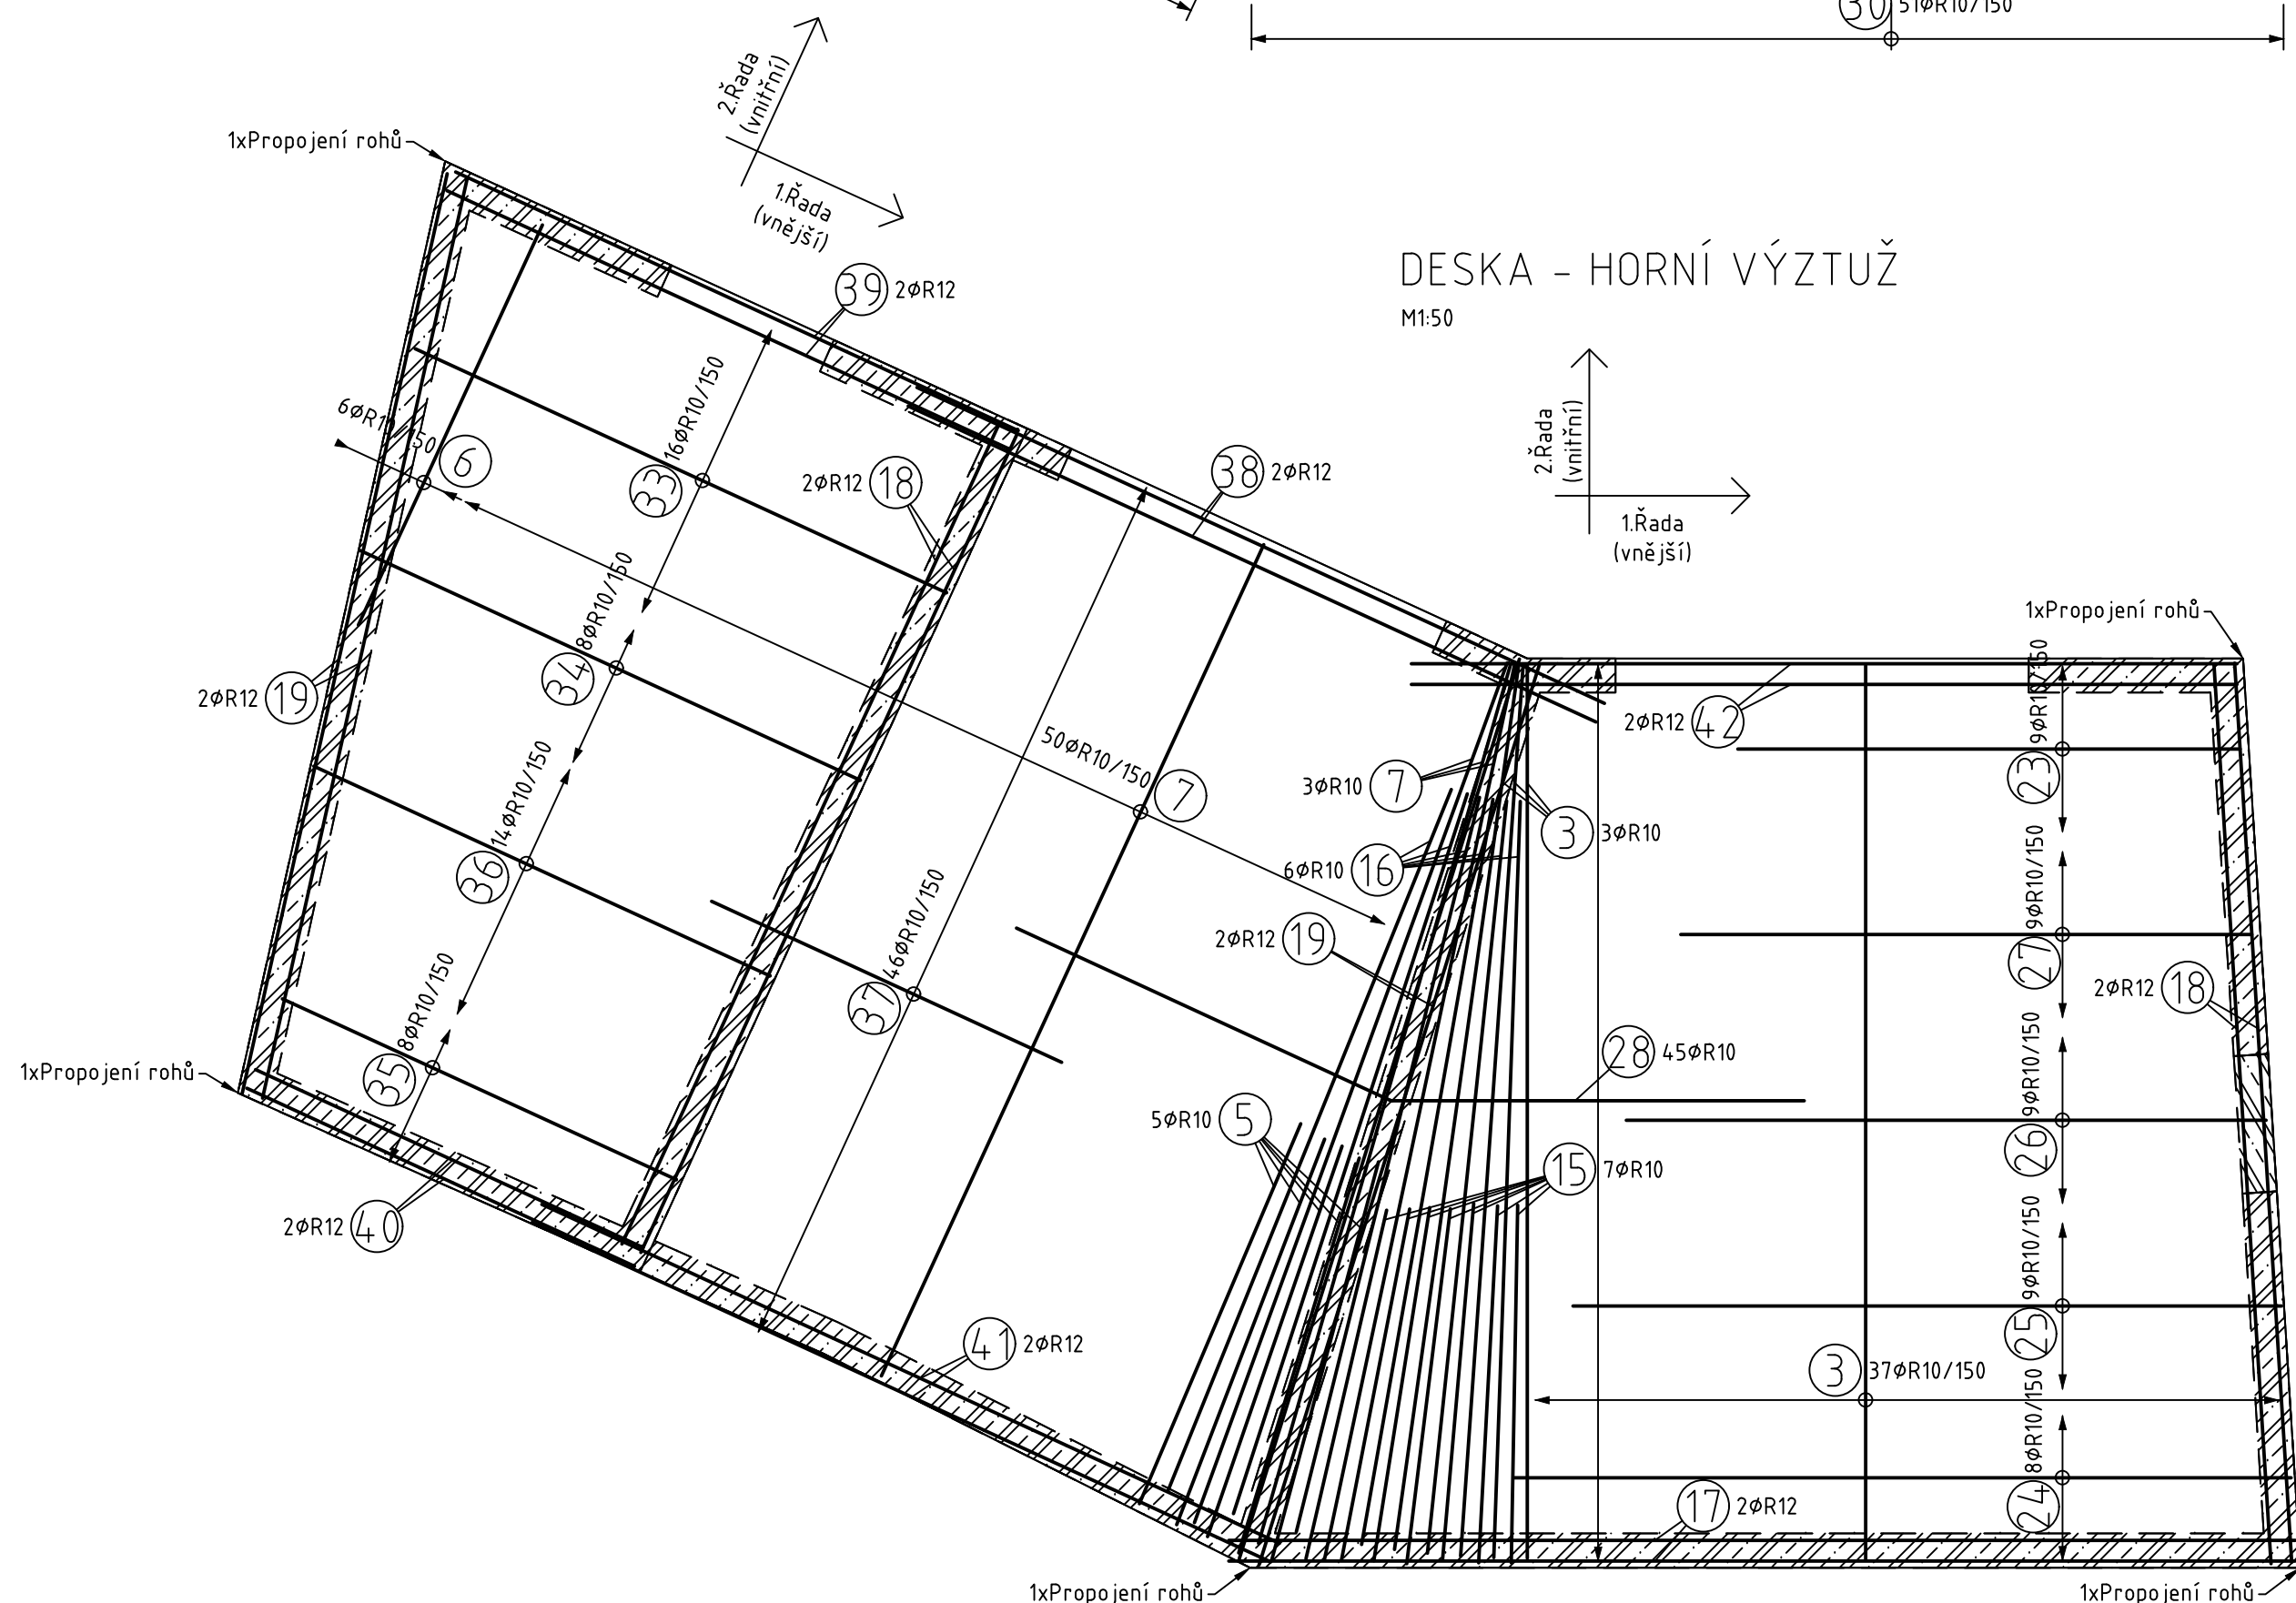 30 51ØR10/150
2.Řada
(vnitřní)
1.Řada
(vnější)
1xPropojení rohů
DESKA - HORNÍ VÝZTUŽ
M1:50
2.Řada
(vnitřní)
1.Řada
(vnější)
39 2ØR12
16ØR10/150
33
6
2ØR12 18
38 2ØR12
8ØR10/150
34
2ØR12 19
1xPropojení rohů
2ØR12 42
9ØR10/150
23
50ØR10/150 7
3ØR10 7
3 3ØR10
14ØR10/150
36
6ØR10 16
46ØR10/150
37
2ØR12 19
9ØR10/150
27
2ØR12 18
8ØR10/150
35
1xPropojení rohů
28 45ØR10
9ØR10/150
26
5ØR10 5
15 7ØR10
2ØR12 40
9ØR10/150
25
41 2ØR12
3 37ØR10/150
8ØR10/150
24
17 2ØR12
1xPropojení rohů
1xPropojení rohů